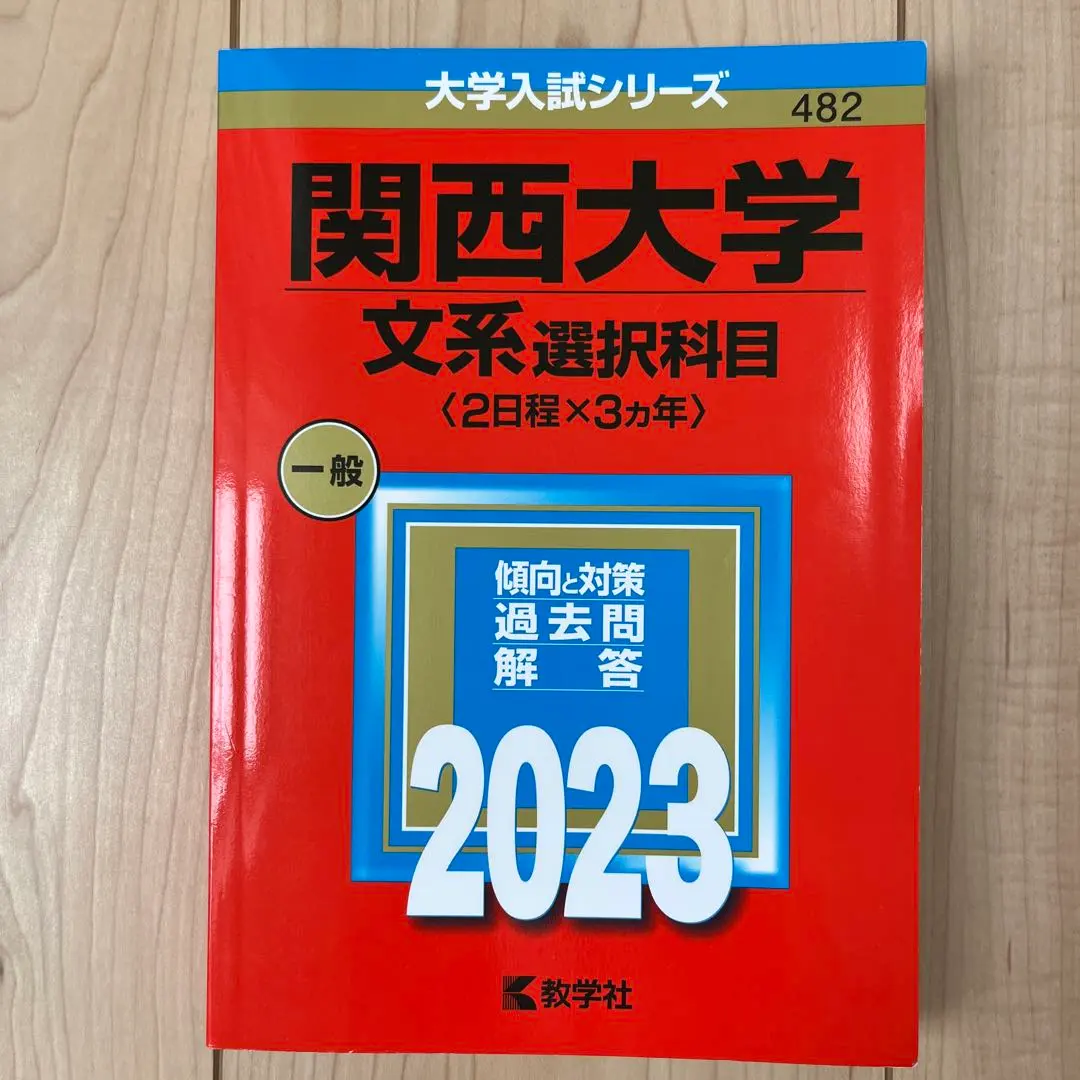 大学入試シリーズ
482
関西大学
文系 選択科目
〈2日程×3ヵ年〉
一般
傾向と対策
過去問
解答
2023
教学社